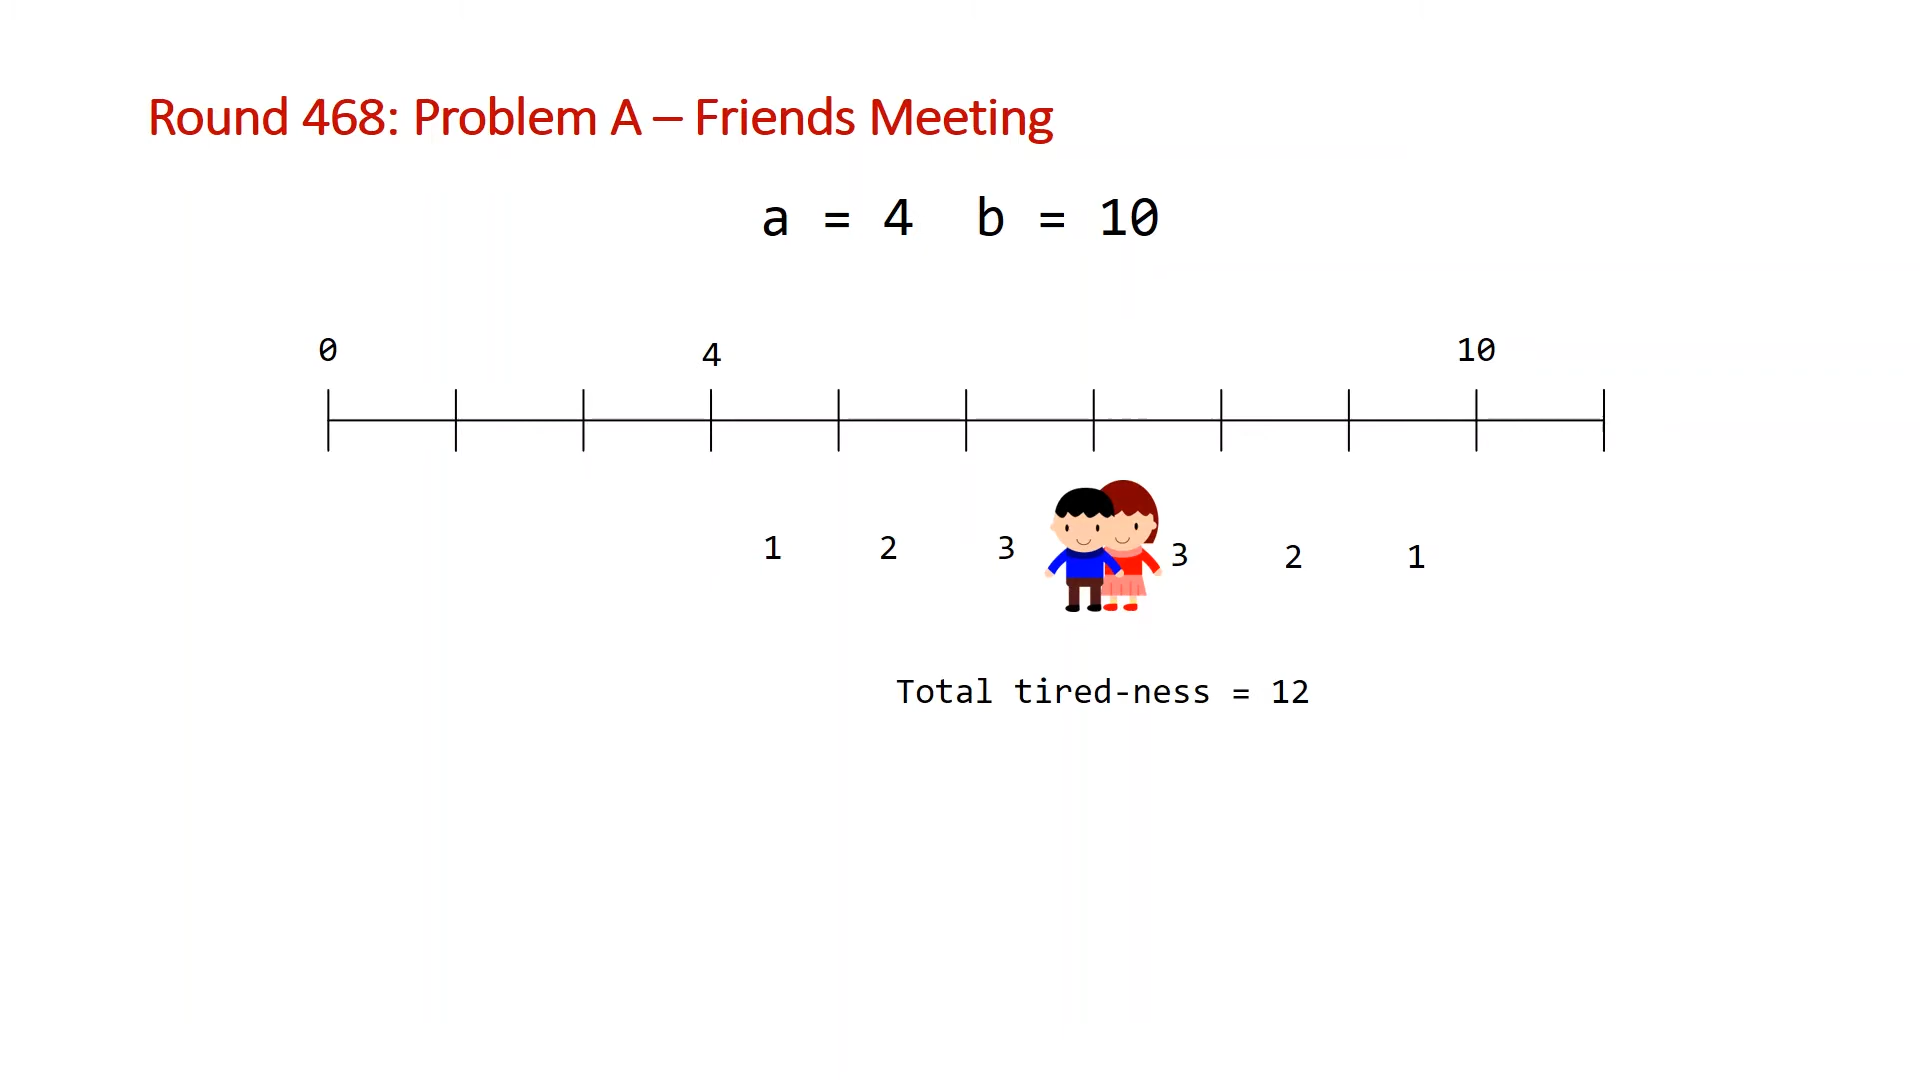 Round 468: Problem A – Friends Meeting
a = 4 b = 10
0 4 10
1 2 3 3 2 1
Total tired-ness = 12